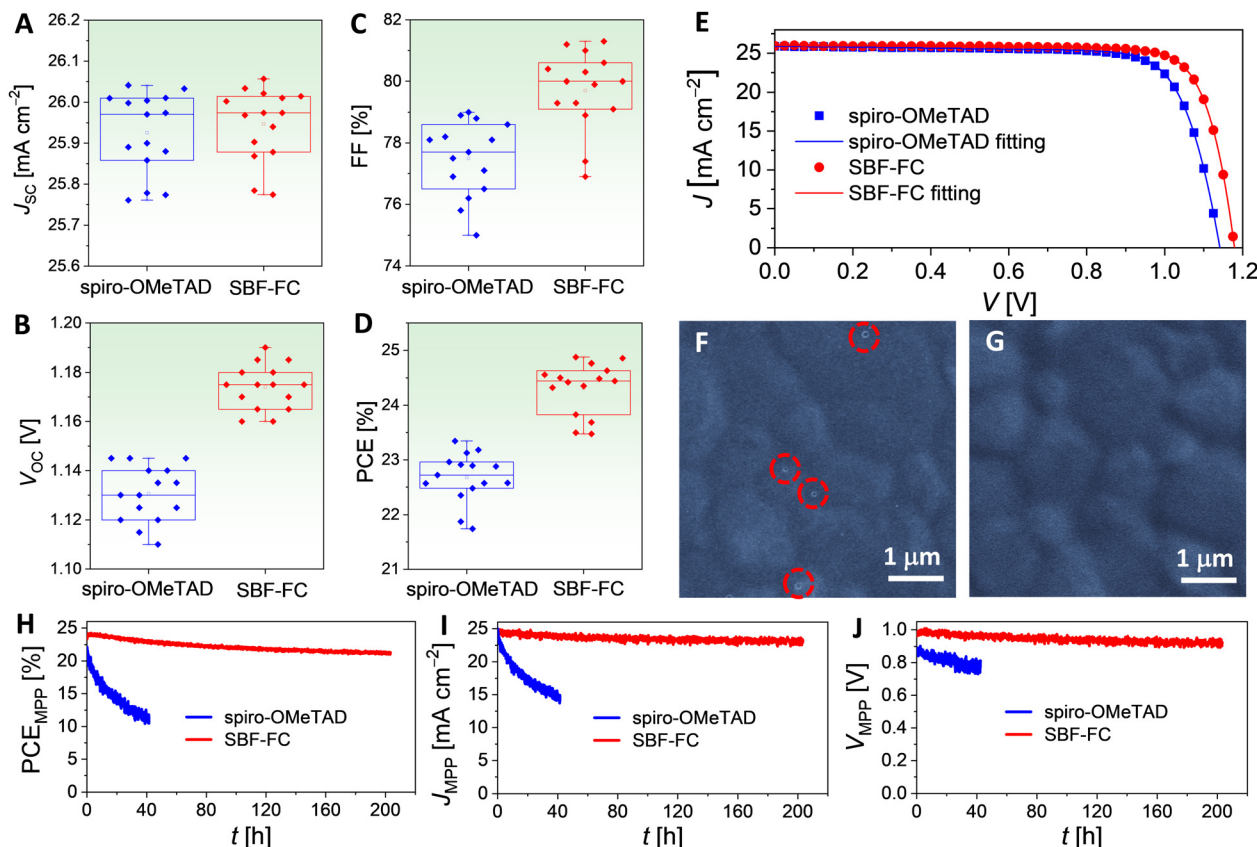 A
26.2
26.1
26.0
25.9
25.8
25.7
25.6
J_SC [mA cm⁻²]
spiro-OMeTAD SBF-FC
C
82
80
78
76
74
FF [%]
spiro-OMeTAD SBF-FC
E
25
20
15
10
5
0
J [mA cm⁻²]
spiro-OMeTAD
spiro-OMeTAD fitting
SBF-FC
SBF-FC fitting
0.0 0.2 0.4 0.6 0.8 1.0 1.2
V [V]
B
1.20
1.18
1.16
1.14
1.12
1.10
V_OC [V]
spiro-OMeTAD SBF-FC
D
25
24
23
22
21
PCE [%]
spiro-OMeTAD SBF-FC
F
1 μm
G
1 μm
H
25
20
15
10
5
0
PCE_MPP [%]
spiro-OMeTAD
SBF-FC
0 40 80 120 160 200
t [h]
I
25
20
15
10
5
0
J_MPP [mA cm⁻²]
spiro-OMeTAD
SBF-FC
0 40 80 120 160 200
t [h]
J
1.0
0.8
0.6
0.4
V_MPP [V]
spiro-OMeTAD
SBF-FC
0 40 80 120 160 200
t [h]